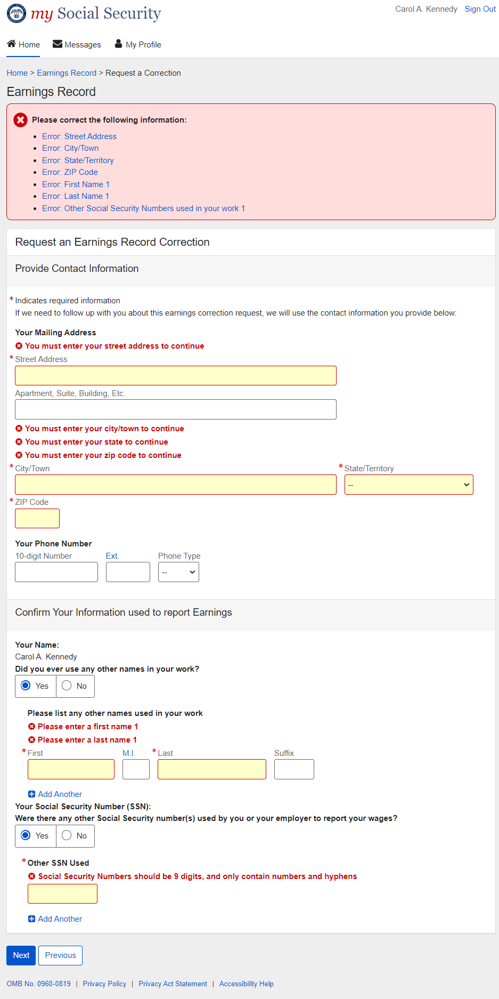 my Social Security
Carol A. Kennedy Sign Out
Home Messages My Profile
Home > Earnings Record > Request a Correction
Earnings Record
Please correct the following information:
• Error: Street Address
• Error: City/Town
• Error: State/Territory
• Error: ZIP Code
• Error: First Name 1
• Error: Last Name 1
• Error: Other Social Security Numbers used in your work 1
Request an Earnings Record Correction
Provide Contact Information
* Indicates required information
If we need to follow up with you about this earnings correction request, we will use the contact information you provide below:
Your Mailing Address
You must enter your street address to continue
* Street Address
Apartment, Suite, Building, Etc.
You must enter your city/town to continue
You must enter your state to continue
You must enter your zip code to continue
* City/Town * State/Territory
--
* ZIP Code
Your Phone Number
10-digit Number Ext. Phone Type
--
Confirm Your Information used to report Earnings
Your Name:
Carol A. Kennedy
Did you ever use any other names in your work?
Yes No
Please list any other names used in your work
Please enter a first name 1
Please enter a last name 1
* First M.I. * Last Suffix
Add Another
Your Social Security Number (SSN):
Were there any other Social Security number(s) used by you or your employer to report your wages?
Yes No
* Other SSN Used
Social Security Numbers should be 9 digits, and only contain numbers and hyphens
Add Another
Next Previous
OMB No. 0960-0819 | Privacy Policy | Privacy Act Statement | Accessibility Help